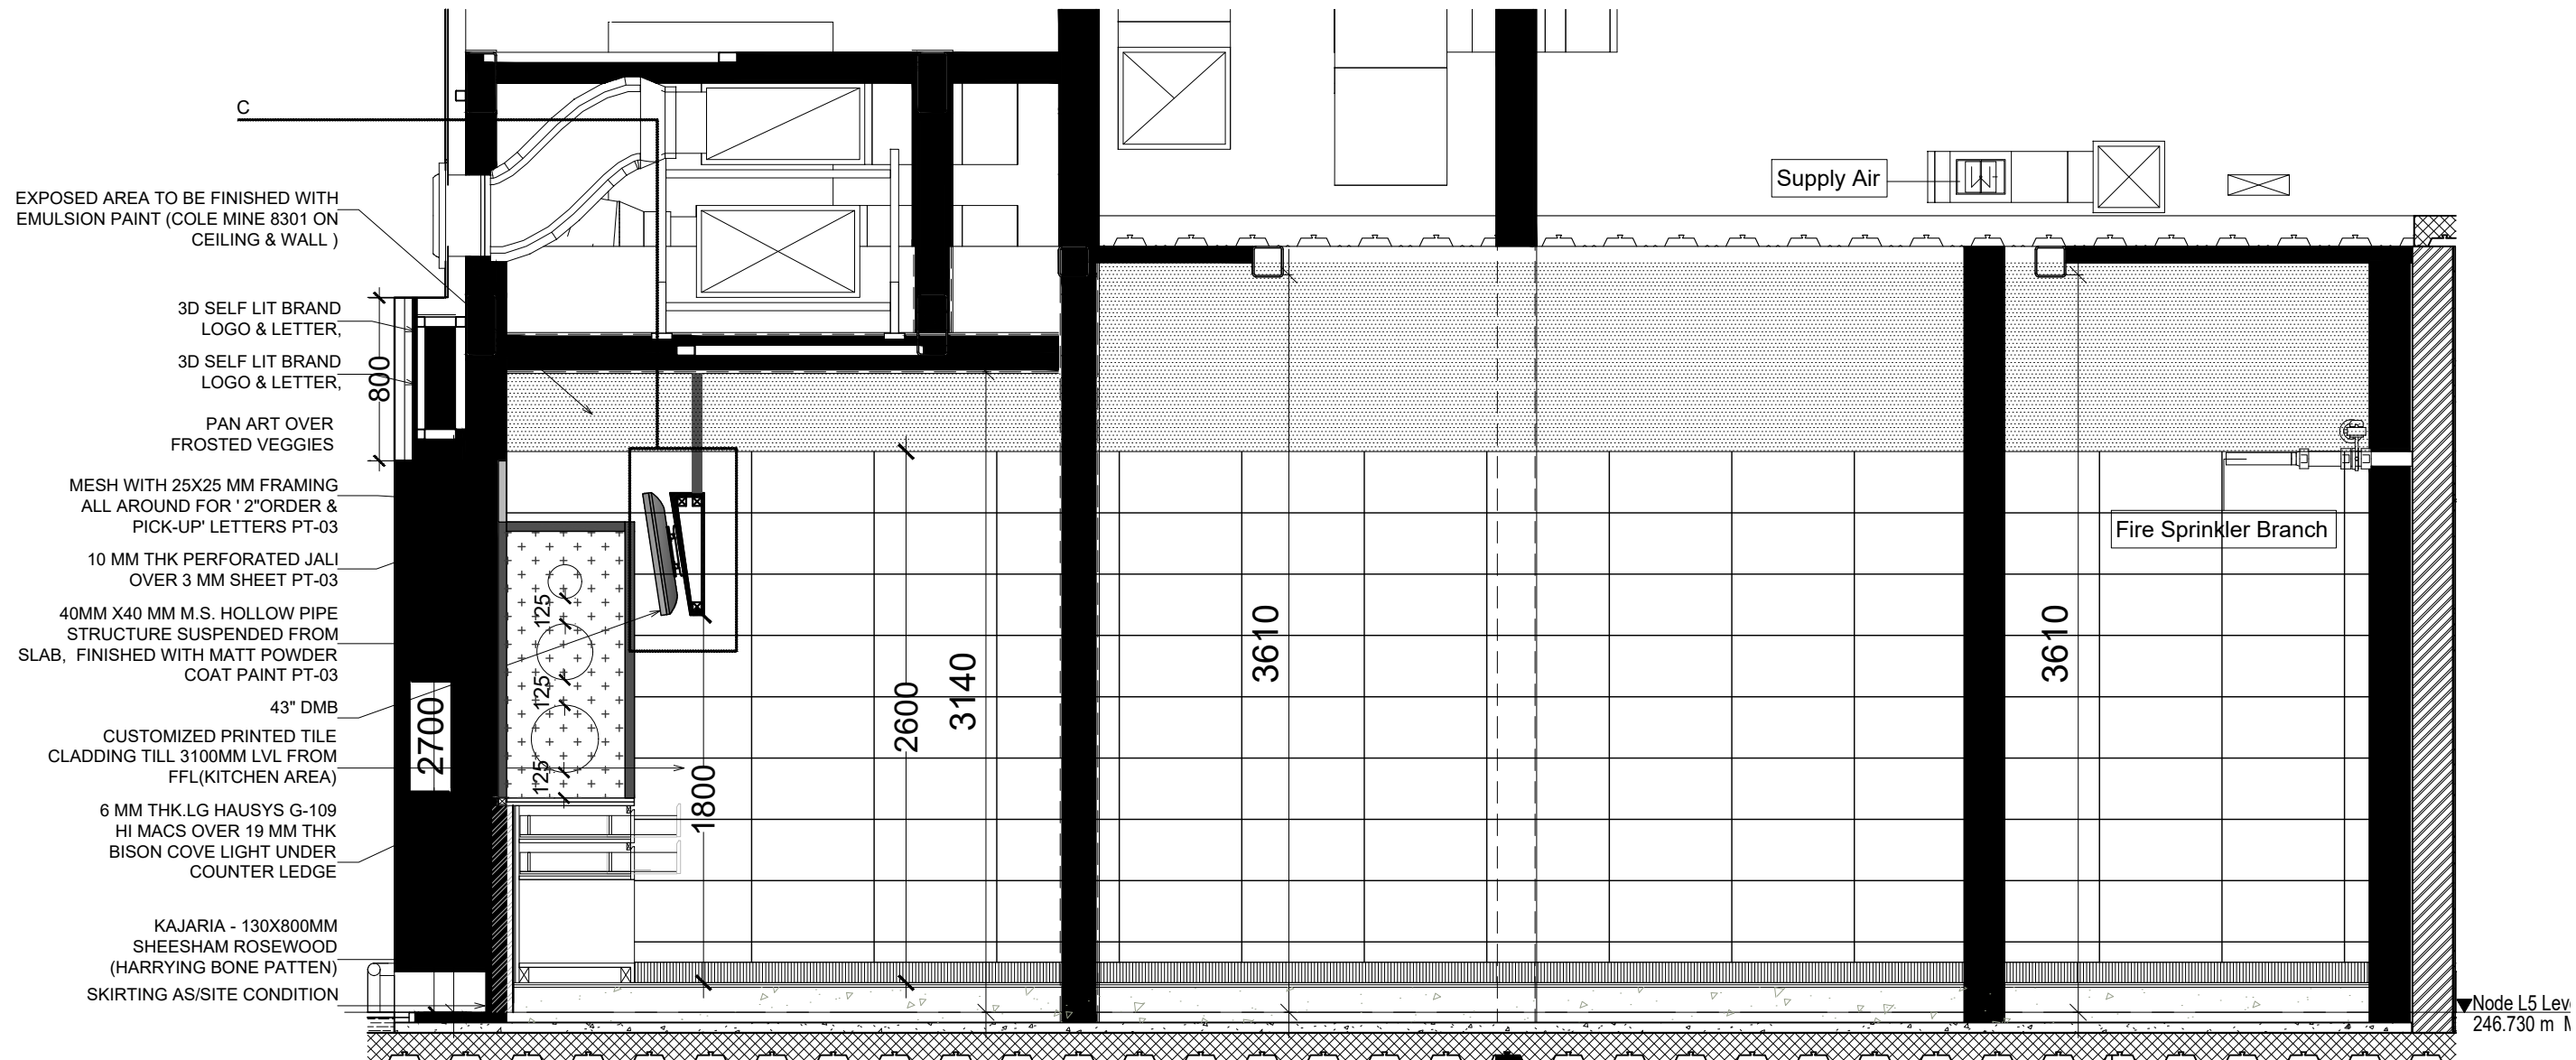 C
EXPOSED AREA TO BE FINISHED WITH
EMULSION PAINT (COLE MINE 8301 ON
CEILING & WALL )
3D SELF LIT BRAND
LOGO & LETTER,
3D SELF LIT BRAND
LOGO & LETTER,
800
PAN ART OVER
FROSTED VEGGIES
MESH WITH 25X25 MM FRAMING
ALL AROUND FOR ' 2"ORDER &
PICK-UP' LETTERS PT-03
10 MM THK PERFORATED JALI
OVER 3 MM SHEET PT-03
40MM X40 MM M.S. HOLLOW PIPE
STRUCTURE SUSPENDED FROM
SLAB, FINISHED WITH MATT POWDER
COAT PAINT PT-03
43" DMB
CUSTOMIZED PRINTED TILE
CLADDING TILL 3100MM LVL FROM
FFL(KITCHEN AREA)
6 MM THK.LG HAUSYS G-109
HI MACS OVER 19 MM THK
BISON COVE LIGHT UNDER
COUNTER LEDGE
KAJARIA - 130X800MM
SHEESHAM ROSEWOOD
(HARRYING BONE PATTEN)
SKIRTING AS/SITE CONDITION
2700
125
125
125
1800
2600
3140
3610
3610
Supply Air
Fire Sprinkler Branch
Node L5 Lev
246.730 m